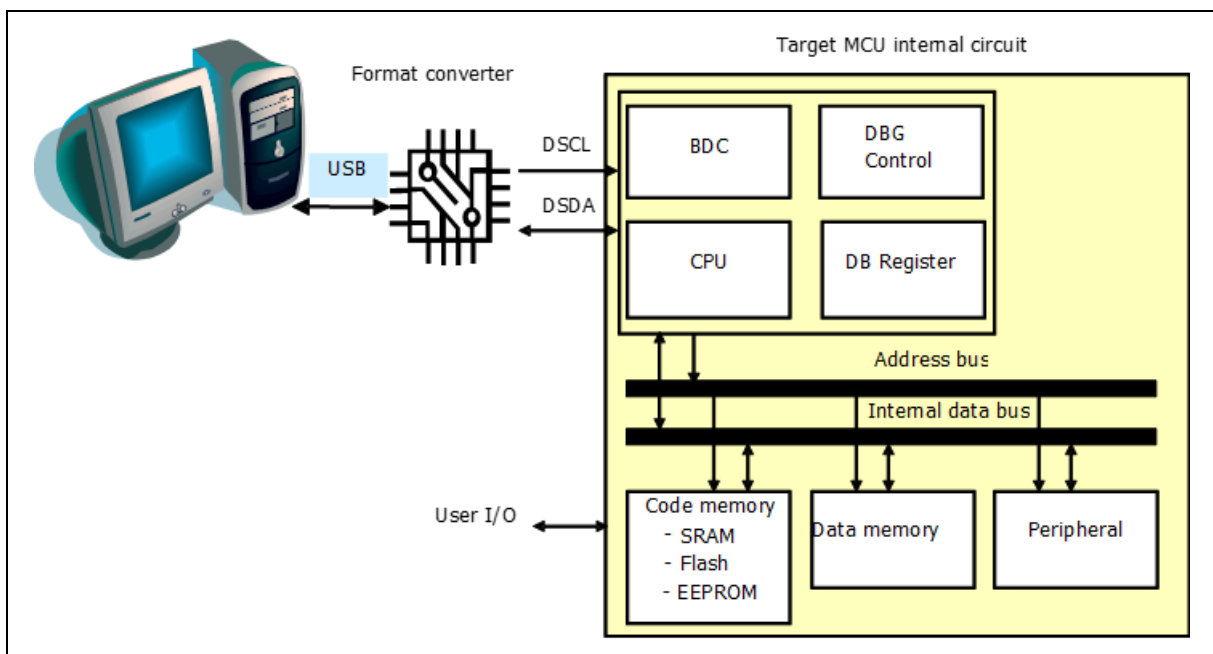 Target MCU internal circuit
Format converter
USB
DSCL
DSDA
BDC
DBG
Control
CPU
DB Register
Address bus
Internal data bus
User I/O
Code memory
- SRAM
- Flash
- EEPROM
Data memory
Peripheral